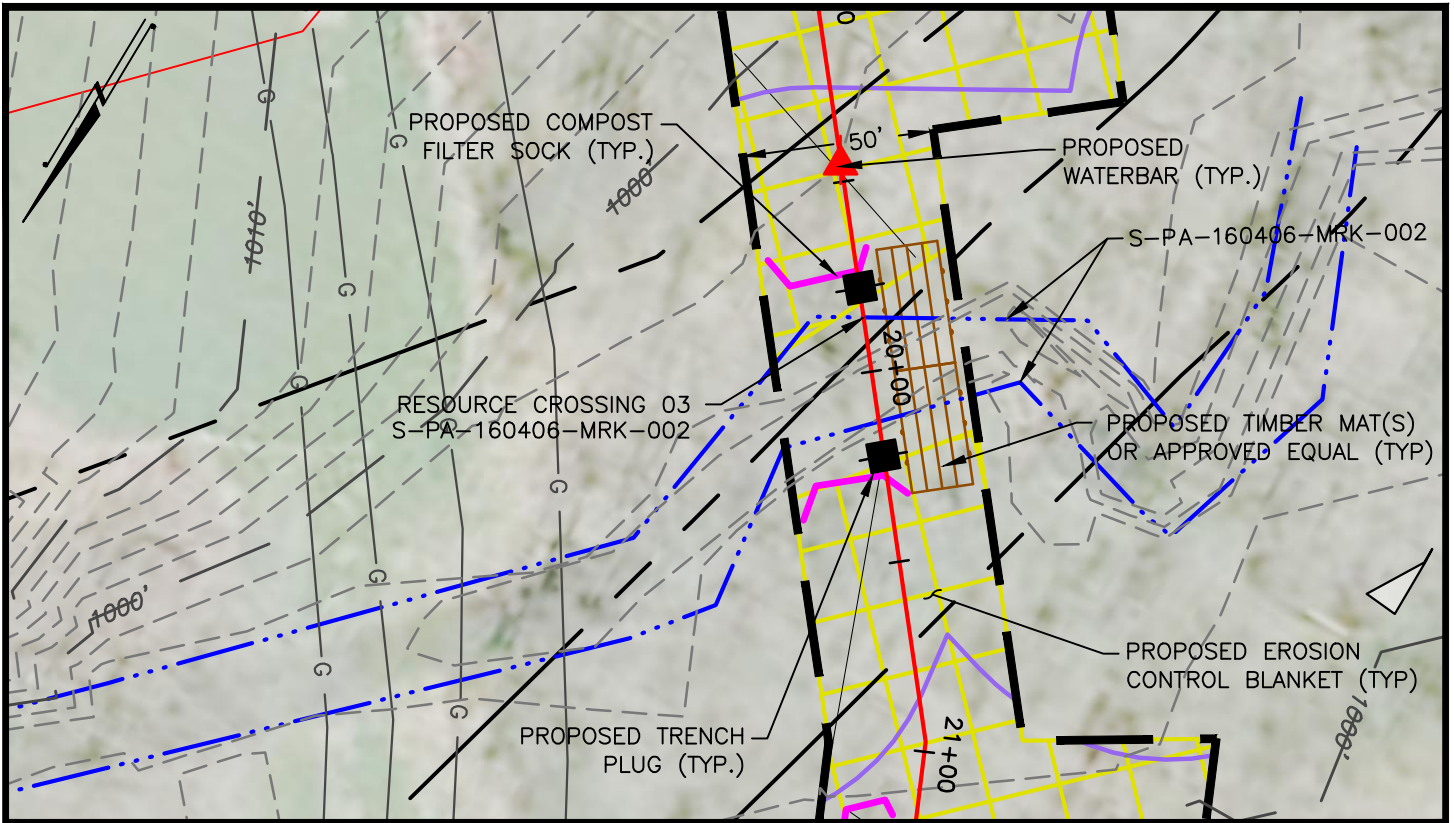 0
PROPOSED COMPOST
FILTER SOCK (TYP.)
50'
PROPOSED
WATERBAR (TYP.)
1000'
1010'
S-PA-160406-MRK-002
G
G
G
G
G
G
G
G
20+00
RESOURCE CROSSING 03
S-PA-160406-MRK-002
PROPOSED TIMBER MAT(S)
OR APPROVED EQUAL (TYP)
1000'
PROPOSED EROSION
CONTROL BLANKET (TYP)
1000'
PROPOSED TRENCH
PLUG (TYP.)
21+00